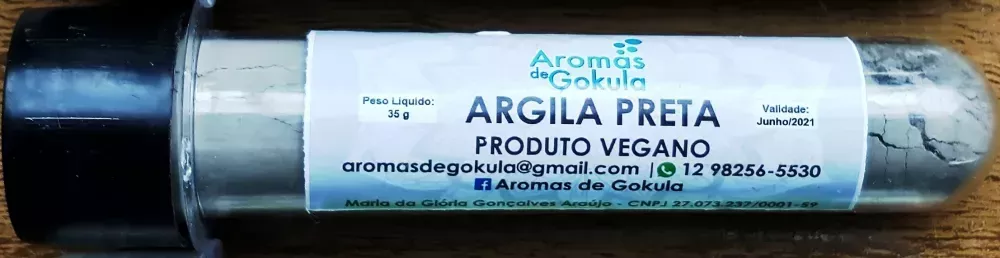 Aromas
de Gokula
Peso Líquido:
35 g
ARGILA PRETA
Validade:
Junho/2021
PRODUTO VEGANO
aromasdegokula@gmail.com | 12 98256-5530
Aromas de Gokula
Maria da Glória Gonçalves Araújo - CNPJ 27.073.237/0001-59